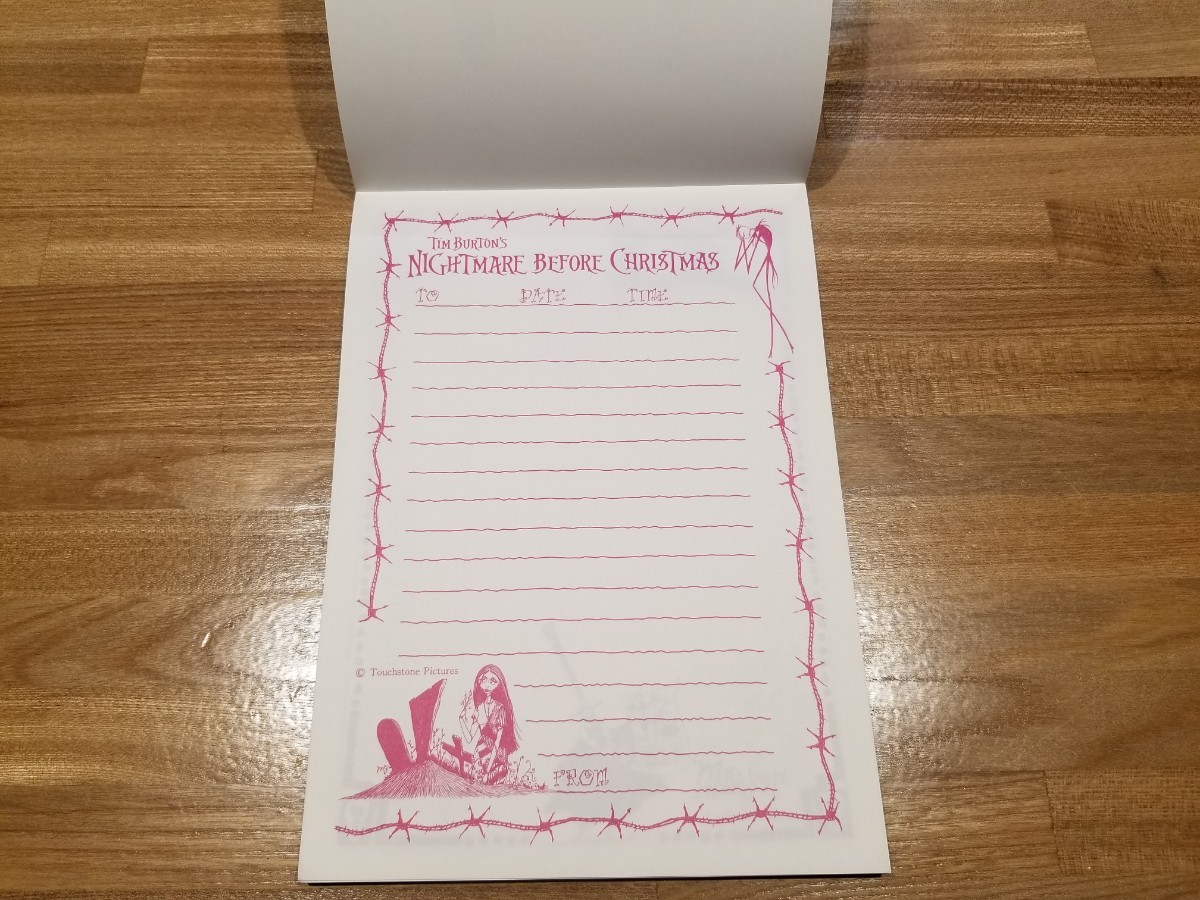 TIM BURTON'S
NIGHTMARE BEFORE CHRISTMAS
TO DATE TIME
© Touchstone Pictures
FROM